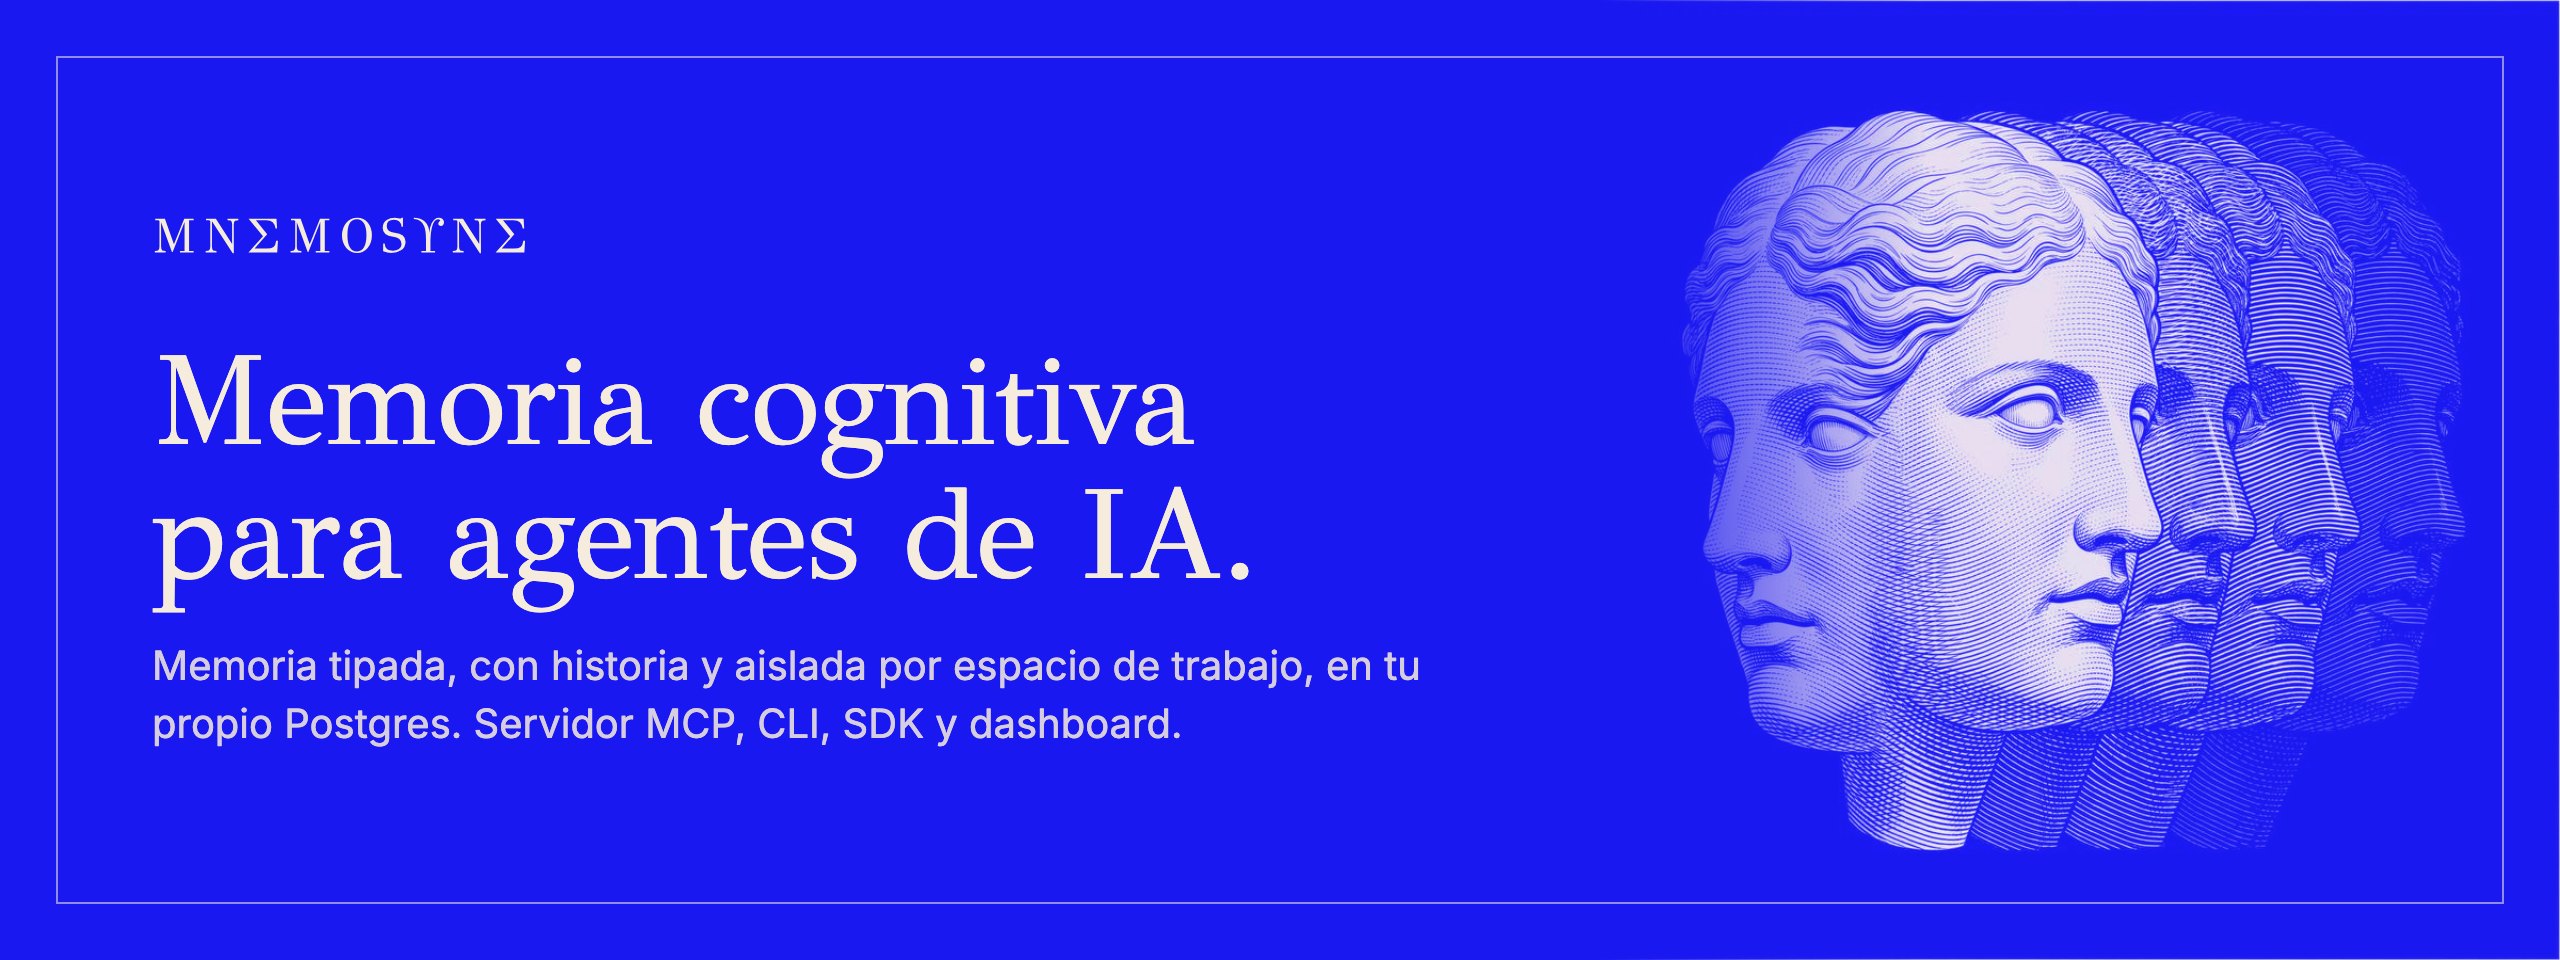 MNΣMOSϒNΣ
Memoria cognitiva
para agentes de IA.
Memoria tipada, con historia y aislada por espacio de trabajo, en tu
propio Postgres. Servidor MCP, CLI, SDK y dashboard.